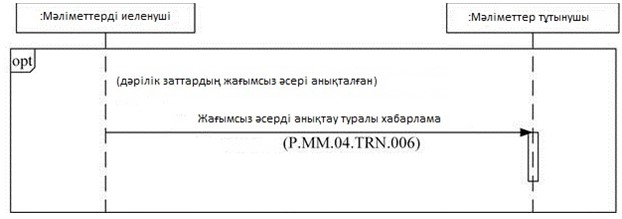 :Мәліметтерді иеленуші
:Мәліметтер тұтынушы
opt
(дәрілік заттардың жағымсыз әсері анықталған)
Жағымсыз әсерді анықтау туралы хабарлама
(P.MM.04.TRN.006)